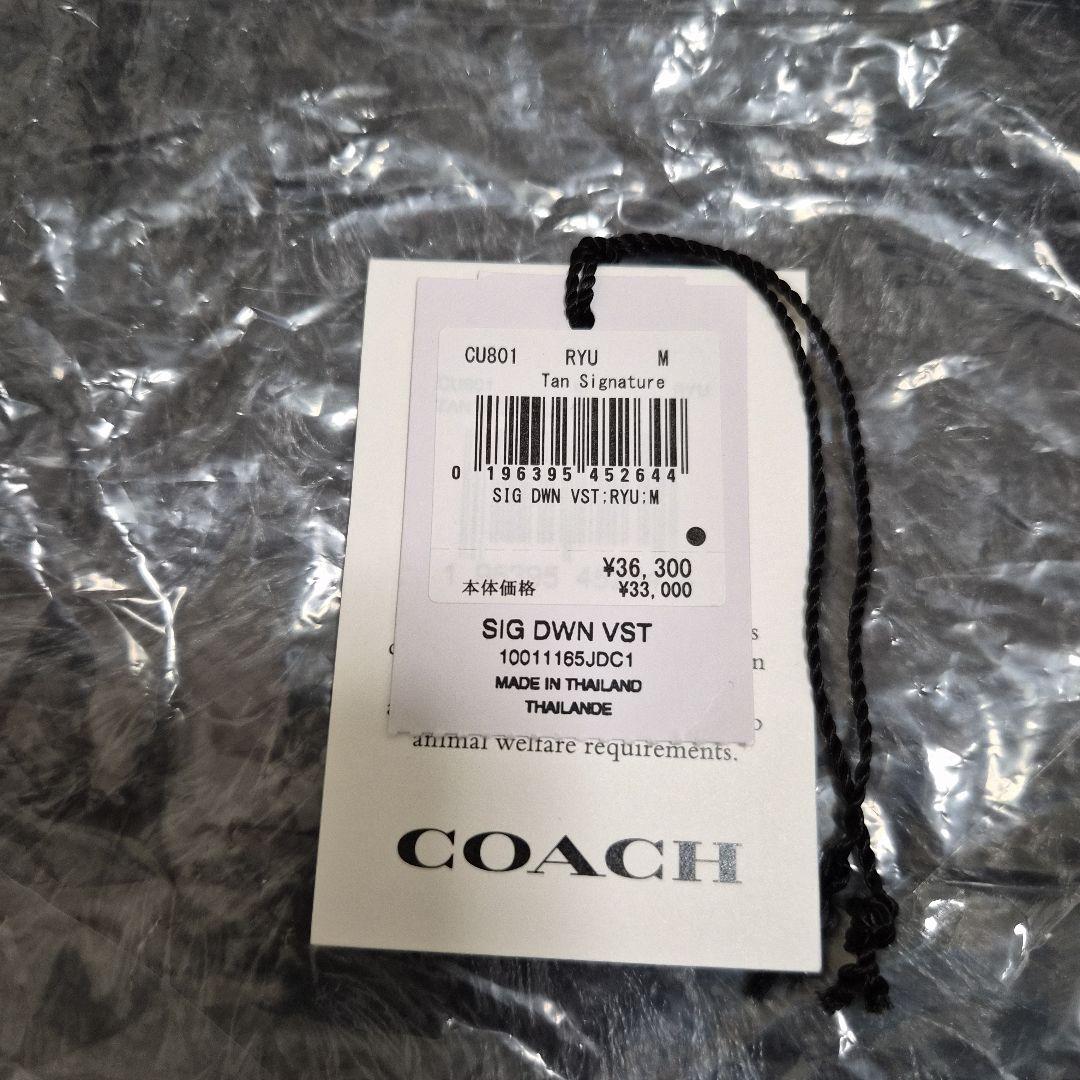 CU801 RYU M
Tan Signature
0 196395 452644
SIG DWN VST;RYU;M
¥36,300
本体価格 ¥33,000
SIG DWN VST
10011165JDC1
MADE IN THAILAND
THAILANDE
animal welfare requirements.
COACH